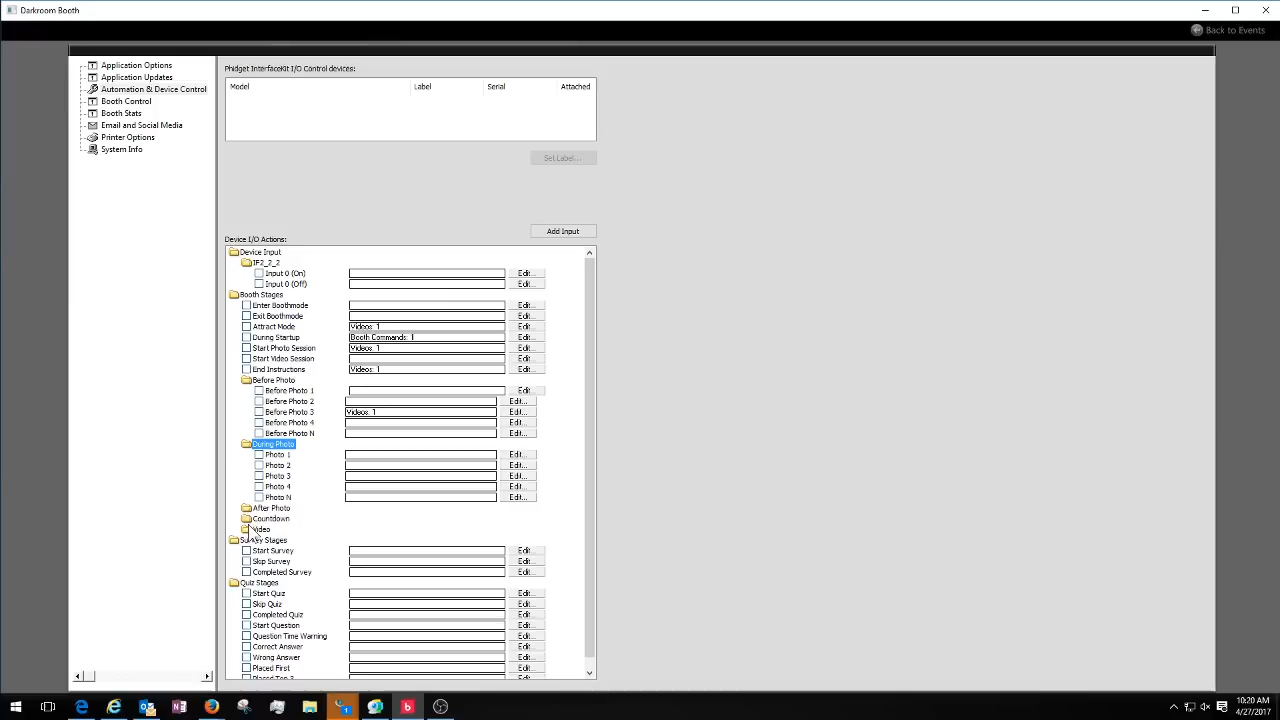 Darkroom Booth
Back to Events
Application Options
Application Updates
Automation & Device Control
Booth Control
Booth Stats
Email and Social Media
Printer Options
System Info
Phidget InterfaceKit I/O Control devices:
Model Label Serial Attached
Set Label...
Add Input
Device I/O Actions:
Device Input
IF2_2_2
Input 0 (On) Edit...
Input 0 (Off) Edit...
Booth Stages
Enter Boothmode Edit...
Exit Boothmode Edit...
Attract Mode Videos: 1 Edit...
During Startup Booth Commands: 1 Edit...
Start Photo Session Videos: 1 Edit...
Start Video Session Edit...
End Instructions Videos: 1 Edit...
Before Photo
Before Photo 1 Edit
Before Photo 2 Edit...
Before Photo 3 Videos: 1 Edit...
Before Photo 4 Edit...
Before Photo N Edit...
During Photo
Photo 1 Edit...
Photo 2 Edit...
Photo 3 Edit...
Photo 4 Edit...
Photo N Edit...
After Photo
Countdown
Video
Survey Stages
Start Survey Edit...
Skip Survey Edit...
Completed Survey Edit...
Quiz Stages
Start Quiz Edit...
Skip Quiz Edit...
Completed Quiz Edit...
Start Question Edit...
Question Time Warning Edit...
Correct Answer Edit...
Wrong Answer Edit...
Placed First Edit...
Placed Top 3
10:20 AM
4/27/2017